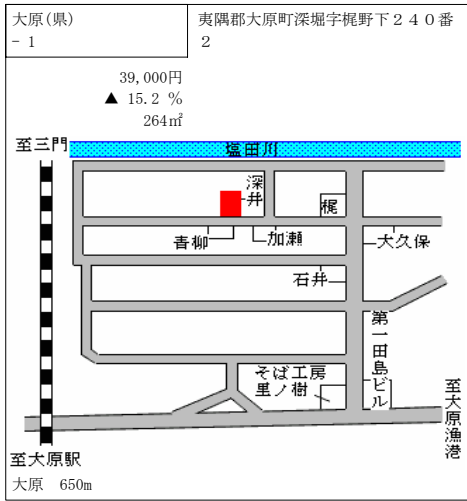 大原(県)
- 1
夷隅郡大原町深堀字梶野下２４０番
２
39,000円
▲ 15.2 %
264㎡
至三門
塩田川
深井
梶
青柳
加瀬
大久保
石井
第一田島ビル
そば工房
里ノ樹
至大原漁港
至大原駅
大原 650m